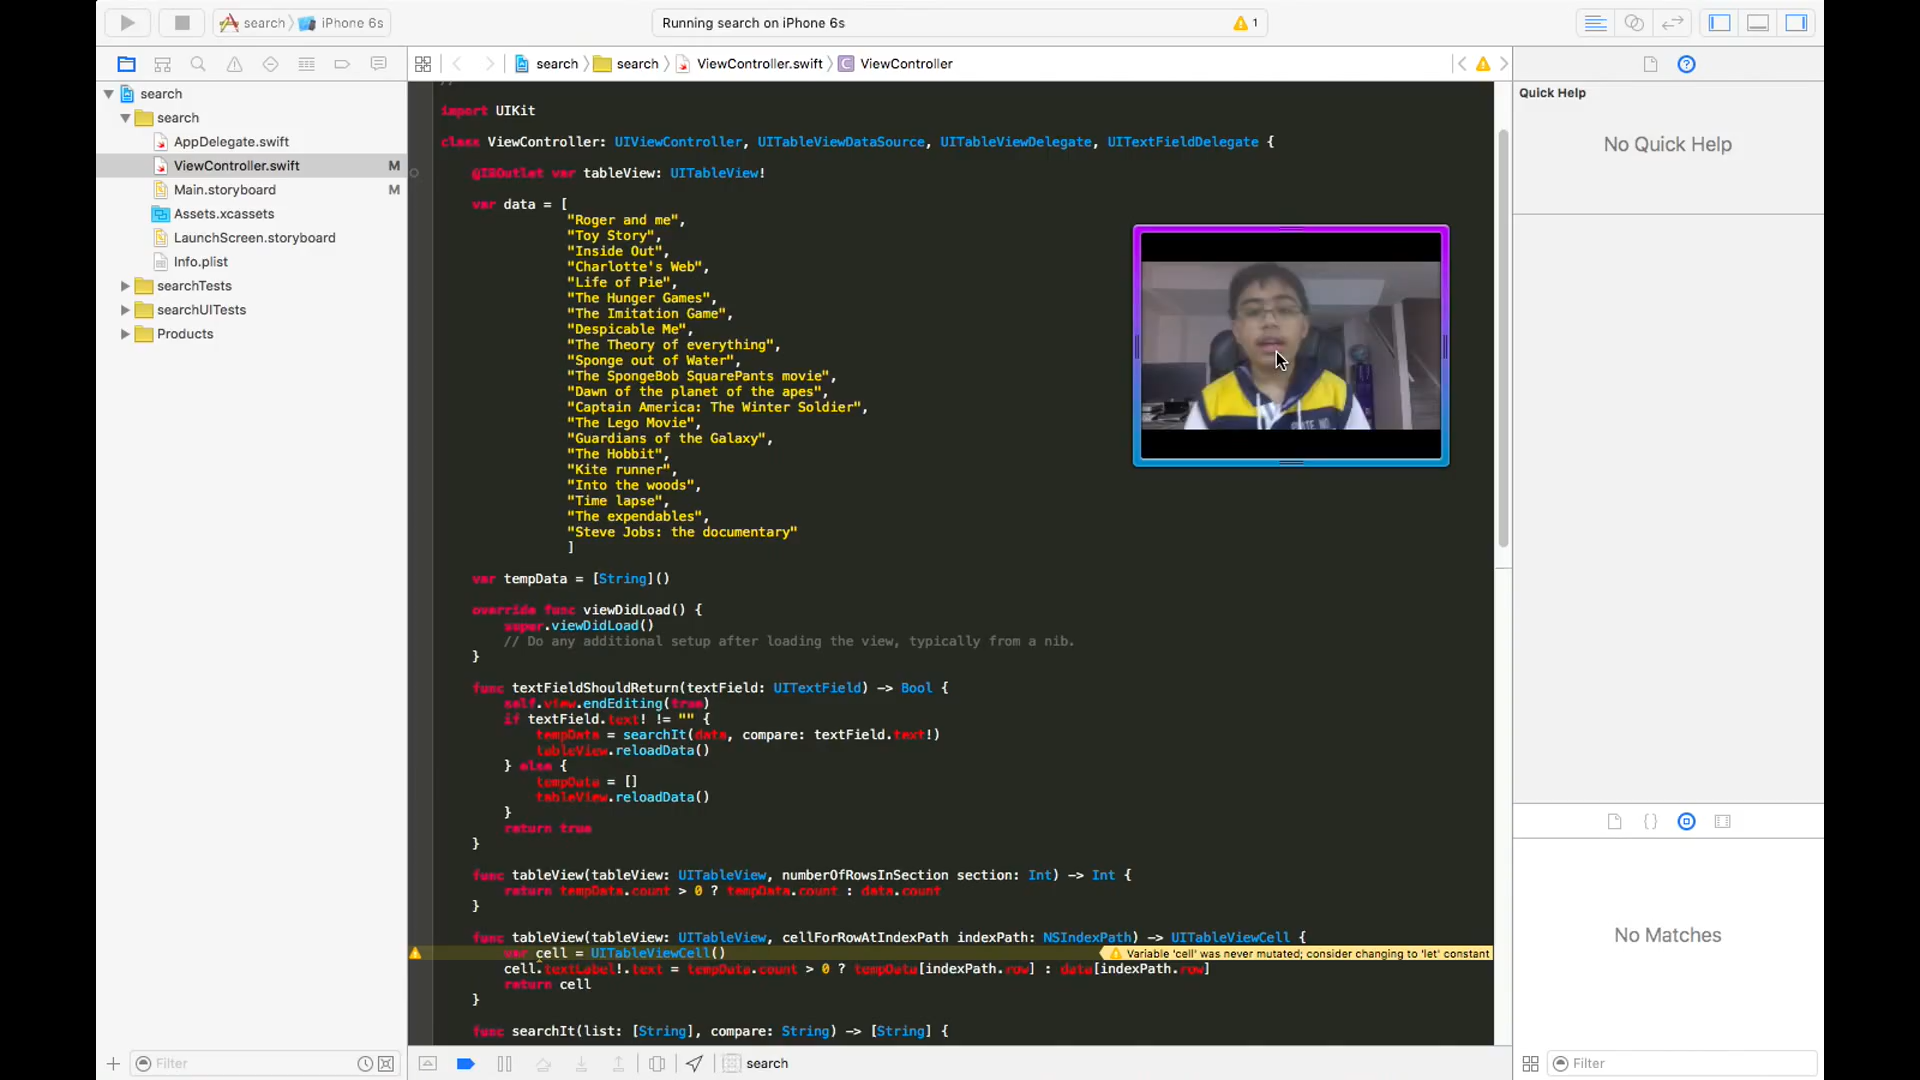 search
iPhone 6s
Running search on iPhone 6s
1
search
search
ViewController.swift
ViewController
search
search
AppDelegate.swift
ViewController.swift M
Main.storyboard M
Assets.xcassets
LaunchScreen.storyboard
Info.plist
searchTests
searchUITests
Products
Filter
import UIKit
class ViewController: UIViewController, UITableViewDataSource, UITableViewDelegate, UITextFieldDelegate {
@IBOutlet var tableView: UITableView!
var data = [
"Roger and me",
"Toy Story",
"Inside Out",
"Charlotte's Web",
"Life of Pie",
"The Hunger Games",
"The Imitation Game",
"Despicable Me",
"The Theory of everything",
"Sponge out of Water",
"The SpongeBob SquarePants movie",
"Dawn of the planet of the apes",
"Captain America: The Winter Soldier",
"The Lego Movie",
"Guardians of the Galaxy",
"The Hobbit",
"Kite runner",
"Into the woods",
"Time lapse",
"The expendables",
"Steve Jobs: the documentary"
]
var tempData = [String]()
override func viewDidLoad() {
super.viewDidLoad()
// Do any additional setup after loading the view, typically from a nib.
}
func textFieldShouldReturn(textField: UITextField) -> Bool {
self.view.endEditing(true)
if textField.text! != "" {
tempData = searchIt(data, compare: textField.text!)
tableView.reloadData()
} else {
tempData = []
tableView.reloadData()
}
return true
}
func tableView(tableView: UITableView, numberOfRowsInSection section: Int) -> Int {
return tempData.count > 0 ? tempData.count : data.count
}
func tableView(tableView: UITableView, cellForRowAtIndexPath indexPath: NSIndexPath) -> UITableViewCell {
var cell = UITableViewCell()
Variable 'cell' was never mutated; consider changing to 'let' constant
cell.textLabel!.text = tempData.count > 0 ? tempData[indexPath.row] : data[indexPath.row]
return cell
}
func searchIt(list: [String], compare: String) -> [String] {
search
Quick Help
No Quick Help
{}
No Matches
Filter